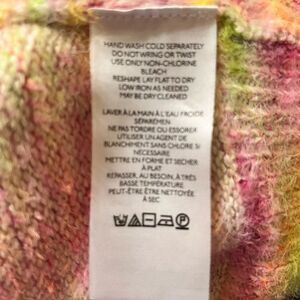 HAND WASH COLD SEPARATELY
DO NOT WRING OR TWIST
USE ONLY NON-CHLORINE
BLEACH
RESHAPE LAY FLAT TO DRY
LOW IRON AS NEEDED
MAY BE DRY CLEANED
LAVER À LA MAIN À L'EAU FROIDE
SÉPARÉMEN
NE PAS TORDRE OU ESSORER
UTILISER UN AGENT DE
BLANCHIMENT SANS CHLORE SI
NÉCESSAIRE
METTRE EN FORME ET SÉCHER
À PLAT
REPASSER, AU BESOIN, À TRÈS
BASSE TEMPÉRATURE
PEUT-ÊTRE ÊTRE NETTOYÉE
À SEC